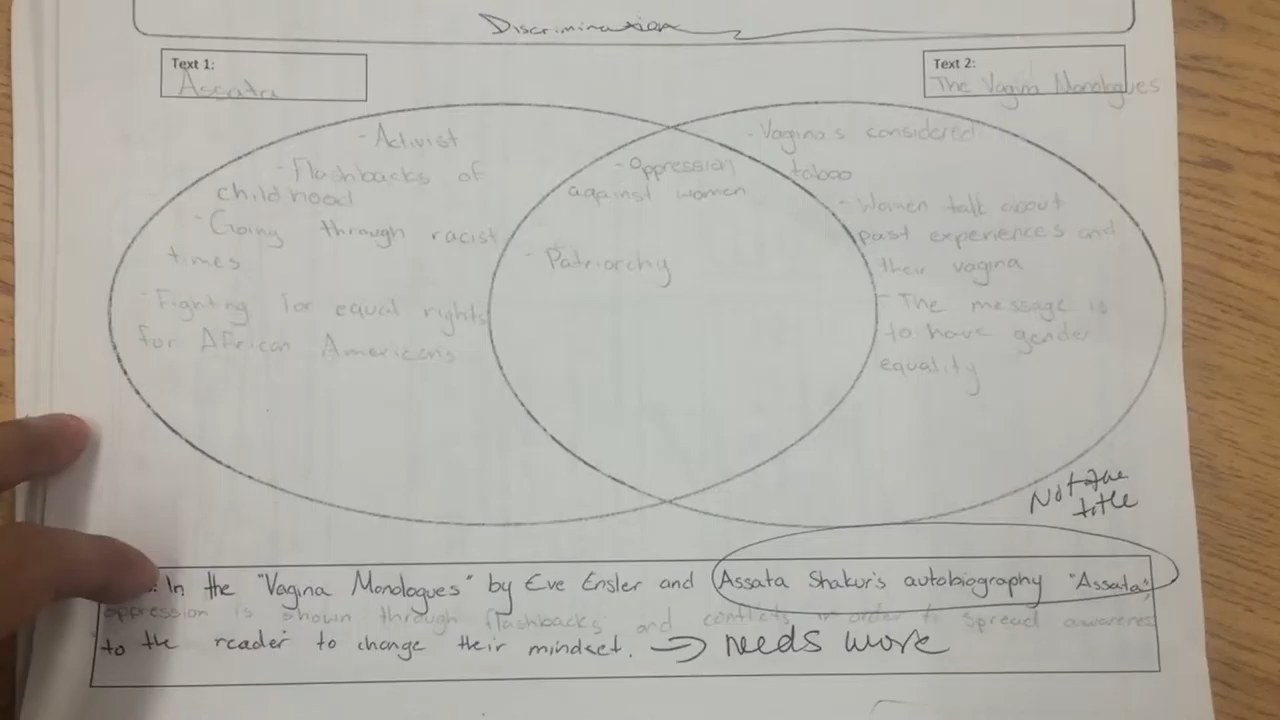 Discrimination
Text 1:
Assata
Text 2:
The Vagina Monologues
- Activist
- Flashbacks of
childhood
- Going through racist
times
- Fighting for equal rights
for African Americans
- Oppression
against women
- Patriarchy
- Vagina's considered
taboo
- Women talk about
past experiences and
their vagina
- The message is
to have gender
equality
Not the
title
: In the "Vagina Monologues" by Eve Ensler and Assata Shakur's autobiography "Assata",
oppression is shown through flashbacks and conflicts in order to spread awareness
to the reader to change their mindset. → needs work